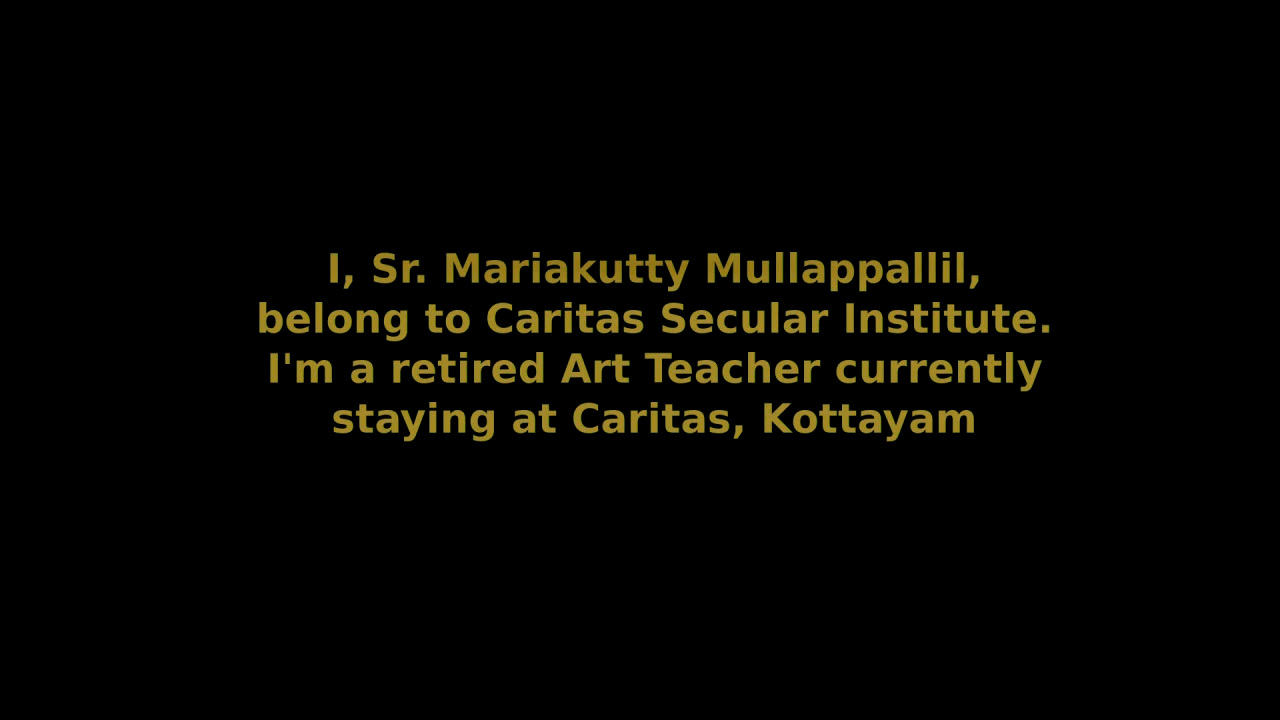 I, Sr. Mariakutty Mullappallil,
belong to Caritas Secular Institute.
I'm a retired Art Teacher currently
staying at Caritas, Kottayam